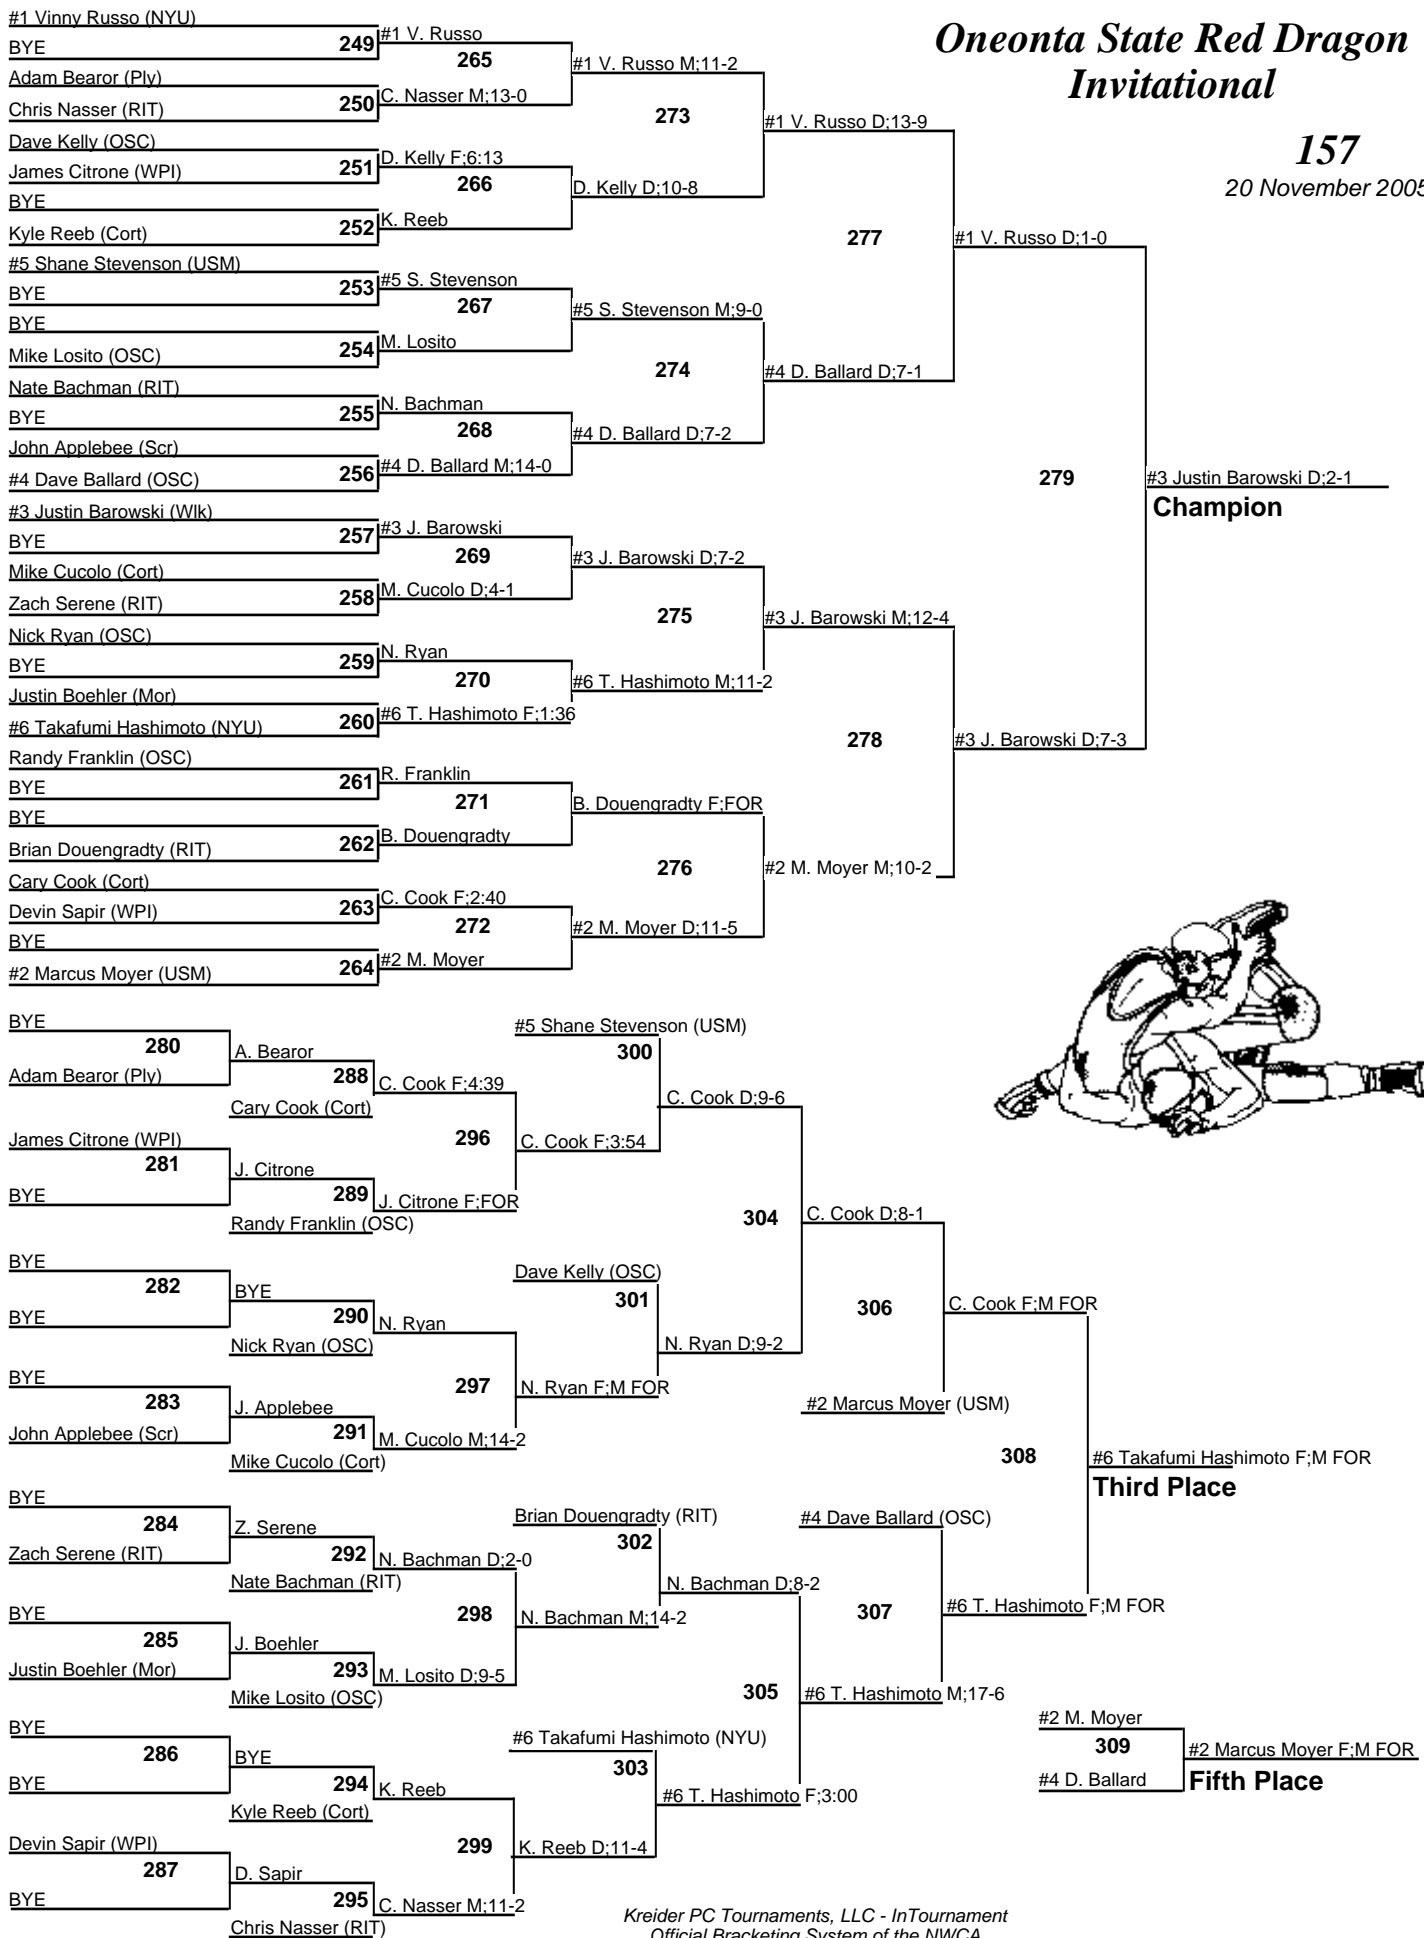 #1 Vinny Russo (NYU)
BYE
249
Adam Bearor (Ply)
Chris Nasser (RIT)
250
Dave Kelly (OSC)
James Citrone (WPI)
251
BYE
Kyle Reeb (Cort)
252
#5 Shane Stevenson (USM)
BYE
253
BYE
Mike Losito (OSC)
254
Nate Bachman (RIT)
BYE
255
John Applebee (Scr)
#4 Dave Ballard (OSC)
256
#3 Justin Barowski (Wlk)
BYE
257
Mike Cucolo (Cort)
Zach Serene (RIT)
258
Nick Ryan (OSC)
BYE
259
Justin Boehler (Mor)
#6 Takafumi Hashimoto (NYU)
260
Randy Franklin (OSC)
BYE
261
BYE
Brian Douengradty (RIT)
262
Cary Cook (Cort)
Devin Sapir (WPI)
263
BYE
#2 Marcus Moyer (USM)
264
#1 V. Russo
265
C. Nasser M;13-0
D. Kelly F;6:13
266
K. Reeb
#5 S. Stevenson
267
M. Losito
N. Bachman
268
#4 D. Ballard M;14-0
#3 J. Barowski
269
M. Cucolo D;4-1
N. Ryan
270
#6 T. Hashimoto F;1:36
R. Franklin
271
B. Douengradty
C. Cook F;2:40
272
#2 M. Moyer
#1 V. Russo M;11-2
273
D. Kelly D;10-8
#5 S. Stevenson M;9-0
274
#4 D. Ballard D;7-2
#3 J. Barowski D;7-2
275
#6 T. Hashimoto M;11-2
B. Douengradty F;FOR
276
#2 M. Moyer D;11-5
#1 V. Russo D;13-9
277
#4 D. Ballard D;7-1
#3 J. Barowski M;12-4
278
#2 M. Moyer M;10-2
#1 V. Russo D;1-0
279
#3 J. Barowski D;7-3
#3 Justin Barowski D;2-1
Champion
Oneonta State Red Dragon
Invitational
157
20 November 2005
BYE
280
Adam Bearor (Ply)
James Citrone (WPI)
281
BYE
BYE
282
BYE
BYE
283
John Applebee (Scr)
BYE
284
Zach Serene (RIT)
BYE
285
Justin Boehler (Mor)
BYE
286
BYE
Devin Sapir (WPI)
287
BYE
A. Bearor
288
Cary Cook (Cort)
J. Citrone
289
Randy Franklin (OSC)
BYE
290
Nick Ryan (OSC)
J. Applebee
291
Mike Cucolo (Cort)
Z. Serene
292
Nate Bachman (RIT)
J. Boehler
293
Mike Losito (OSC)
BYE
294
Kyle Reeb (Cort)
D. Sapir
295
Chris Nasser (RIT)
C. Cook F;4:39
296
J. Citrone F;FOR
N. Ryan
297
M. Cucolo M;14-2
N. Bachman D;2-0
298
M. Losito D;9-5
K. Reeb
299
C. Nasser M;11-2
#5 Shane Stevenson (USM)
300
C. Cook F;3:54
Dave Kelly (OSC)
301
N. Ryan F;M FOR
Brian Douengradty (RIT)
302
N. Bachman M;14-2
#6 Takafumi Hashimoto (NYU)
303
K. Reeb D;11-4
C. Cook D;9-6
304
N. Ryan D;9-2
N. Bachman D;8-2
305
#6 T. Hashimoto F;3:00
C. Cook D;8-1
306
#2 Marcus Moyer (USM)
#4 Dave Ballard (OSC)
307
#6 T. Hashimoto M;17-6
C. Cook F;M FOR
308
#6 T. Hashimoto F;M FOR
#6 Takafumi Hashimoto F;M FOR
Third Place
#2 M. Moyer
309
#4 D. Ballard
#2 Marcus Moyer F;M FOR
Fifth Place
Kreider PC Tournaments, LLC - InTournament
Official Bracketing System of the NWCA